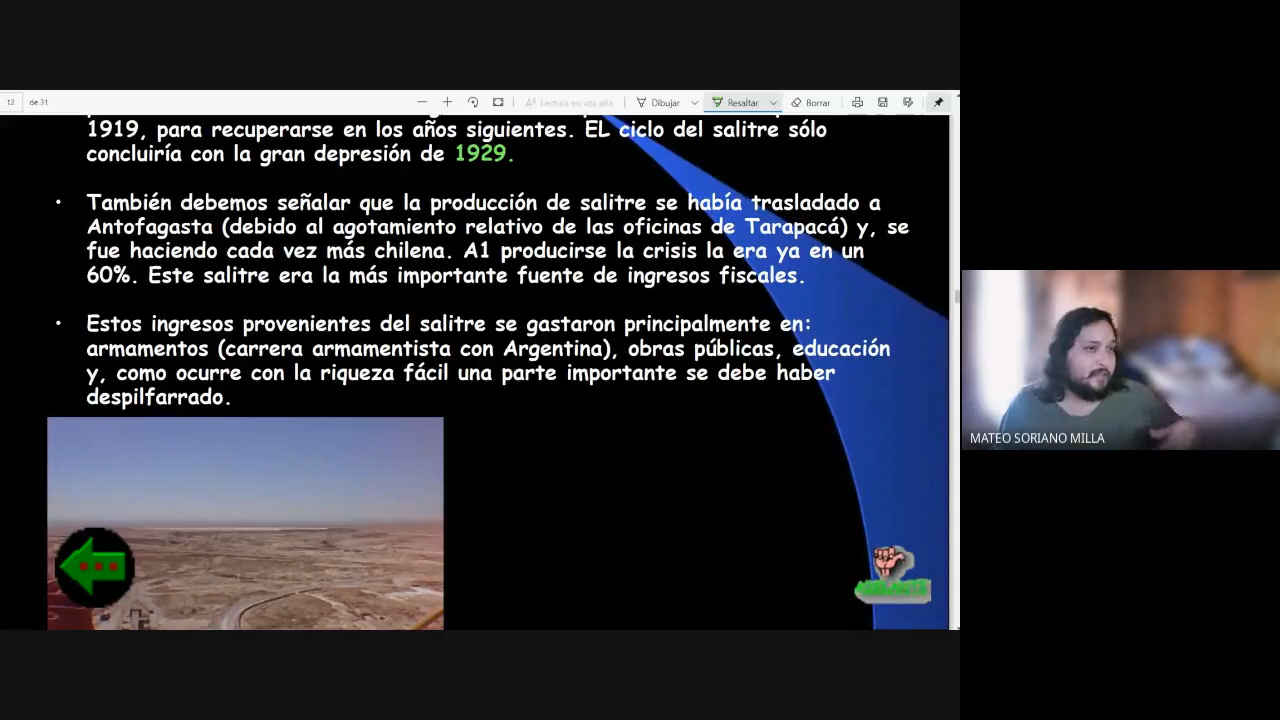 12 de 31 Lectura en voz alta Dibujar Resaltar Borrar
1919, para recuperarse en los años siguientes. EL ciclo del salitre sólo
concluiría con la gran depresión de 1929.
• También debemos señalar que la producción de salitre se había trasladado a
Antofagasta (debido al agotamiento relativo de las oficinas de Tarapacá) y, se
fue haciendo cada vez más chilena. A1 producirse la crisis la era ya en un
60%. Este salitre era la más importante fuente de ingresos fiscales.
• Estos ingresos provenientes del salitre se gastaron principalmente en:
armamentos (carrera armamentista con Argentina), obras públicas, educación
y, como ocurre con la riqueza fácil una parte importante se debe haber
despilfarrado.
MATEO SORIANO MILLA